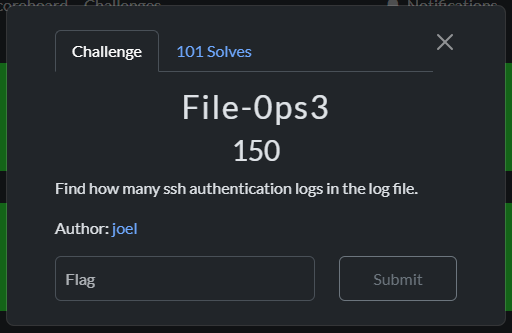 Scoreboard Challenges Notifications
Challenge
101 Solves
File-0ps3
150
Find how many ssh authentication logs in the log file.
Author: joel
Flag
Submit